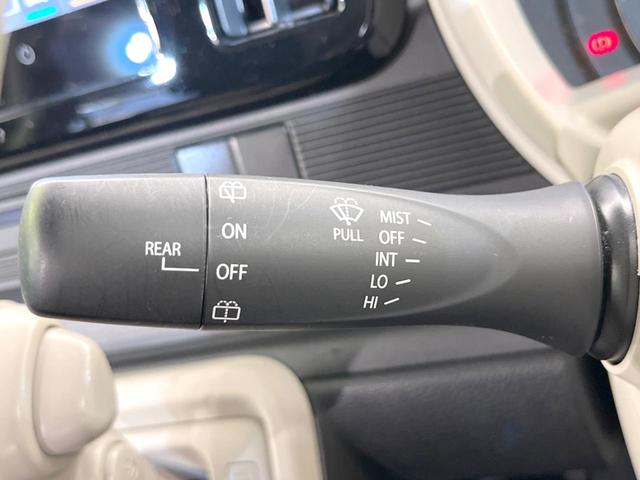 REAR
ON
OFF
PULL
MIST
OFF
INT
LO
HI